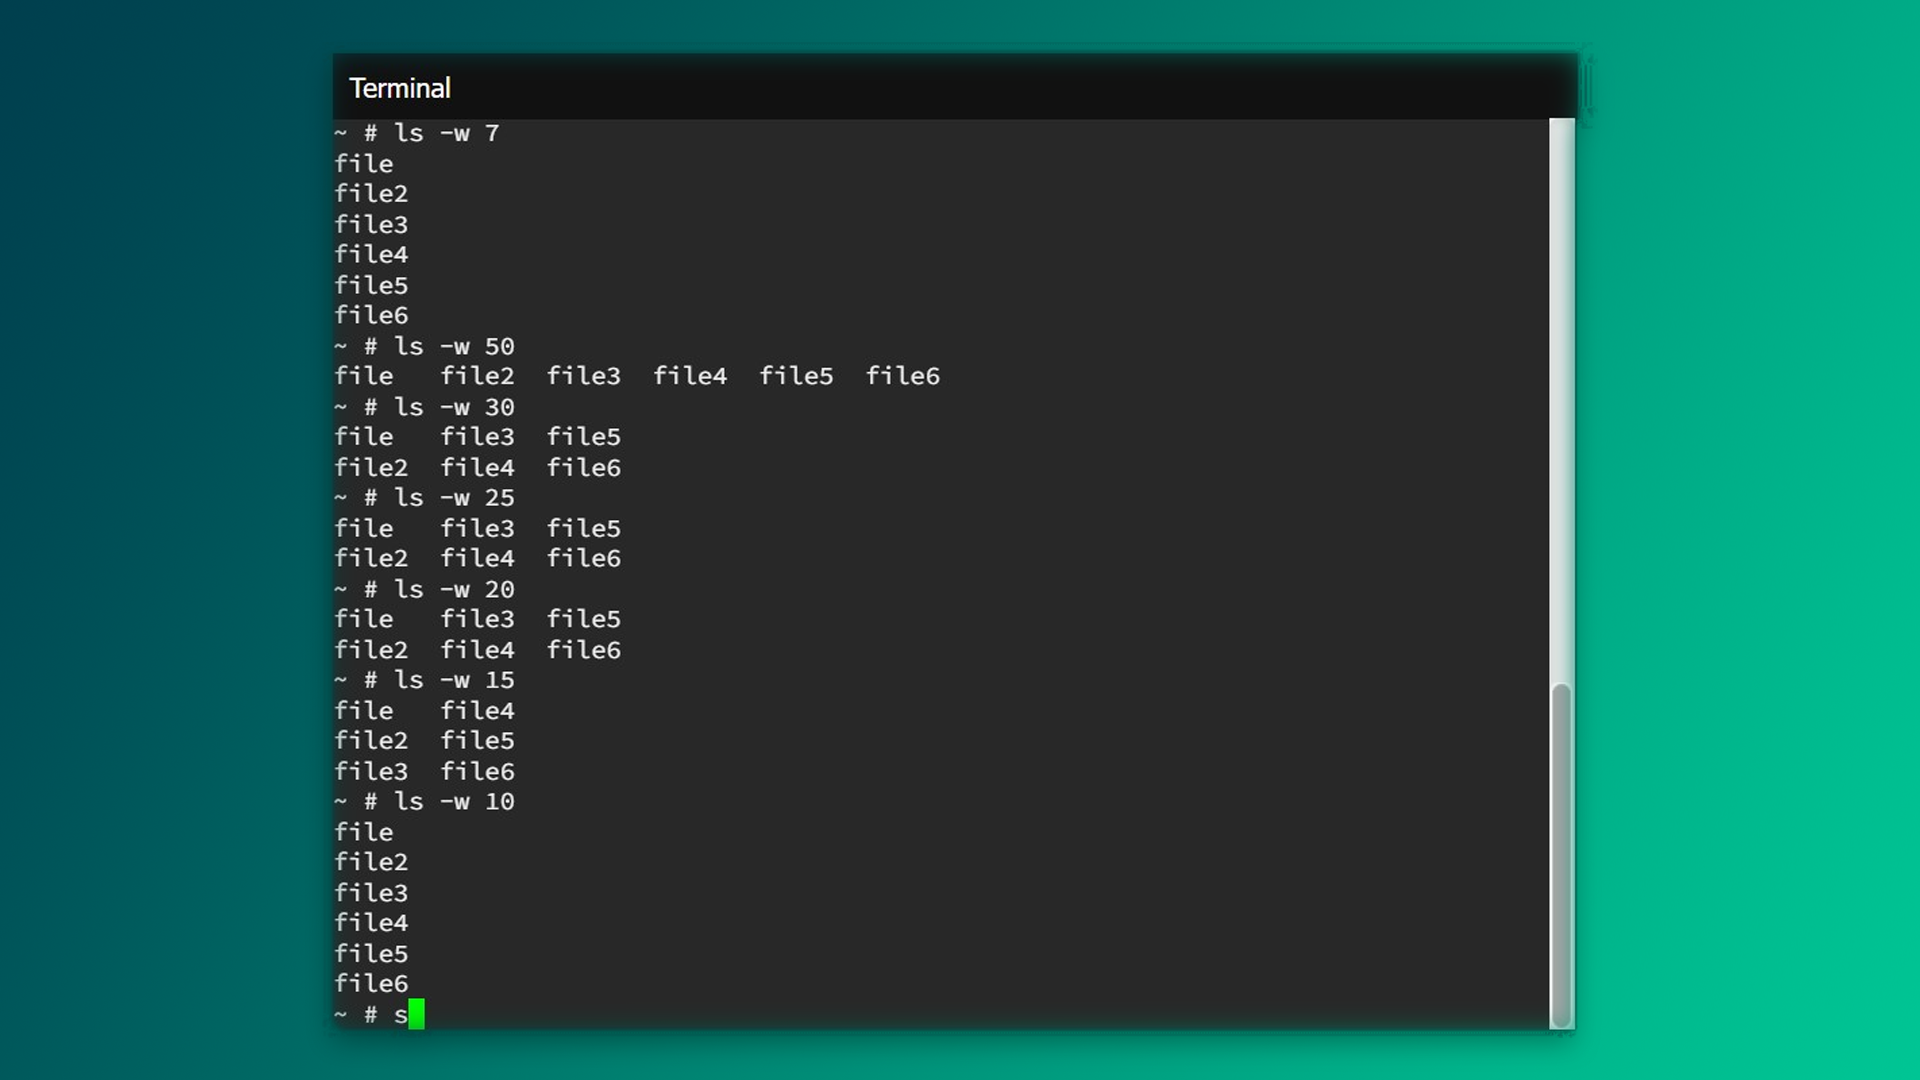 Terminal
~ # ls -w 7
file
file2
file3
file4
file5
file6
~ # ls -w 50
file   file2  file3  file4  file5  file6
~ # ls -w 30
file   file3  file5
file2  file4  file6
~ # ls -w 25
file   file3  file5
file2  file4  file6
~ # ls -w 20
file   file3  file5
file2  file4  file6
~ # ls -w 15
file   file4
file2  file5
file3  file6
~ # ls -w 10
file
file2
file3
file4
file5
file6
~ # s